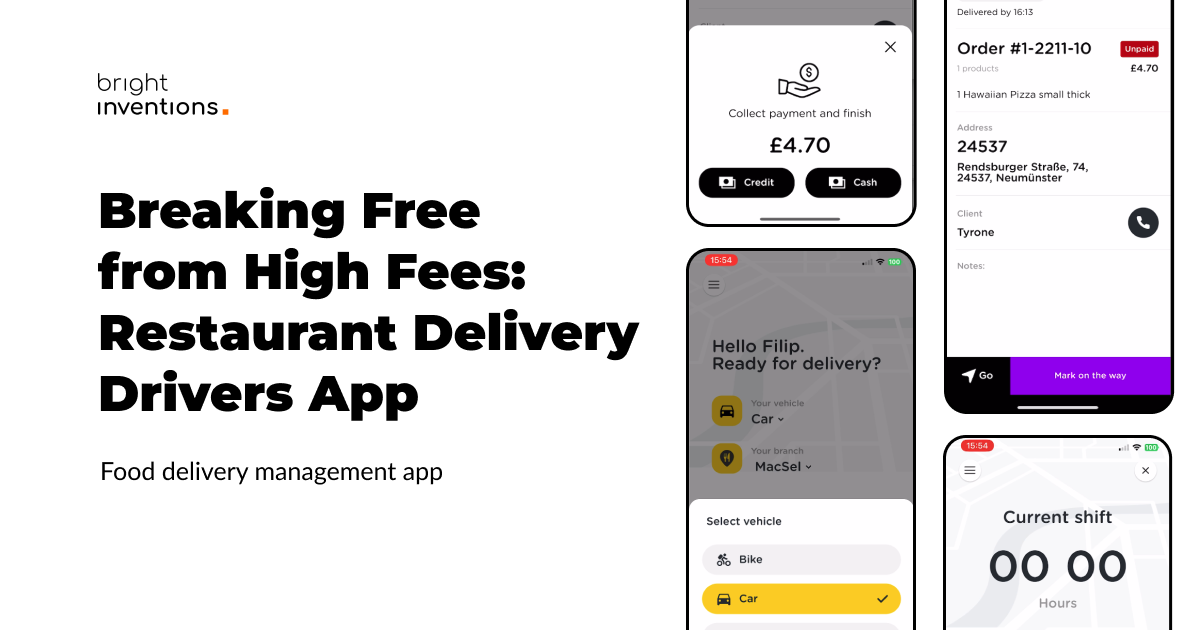 bright
inventions.
Breaking Free
from High Fees:
Restaurant Delivery
Drivers App
Food delivery management app
Collect payment and finish
£4.70
Credit
Cash
15:54
100
Hello Filip.
Ready for delivery?
Your vehicle
Car
Your branch
MacSel
Select vehicle
Bike
Car
Delivered by 16:13
Order #1-2211-10
Unpaid
1 products
£4.70
1 Hawaiian Pizza small thick
Address
24537
Rendsburger Straße, 74,
24537, Neumünster
Client
Tyrone
Notes:
Go
Mark on the way
15:54
100
Current shift
00 00
Hours